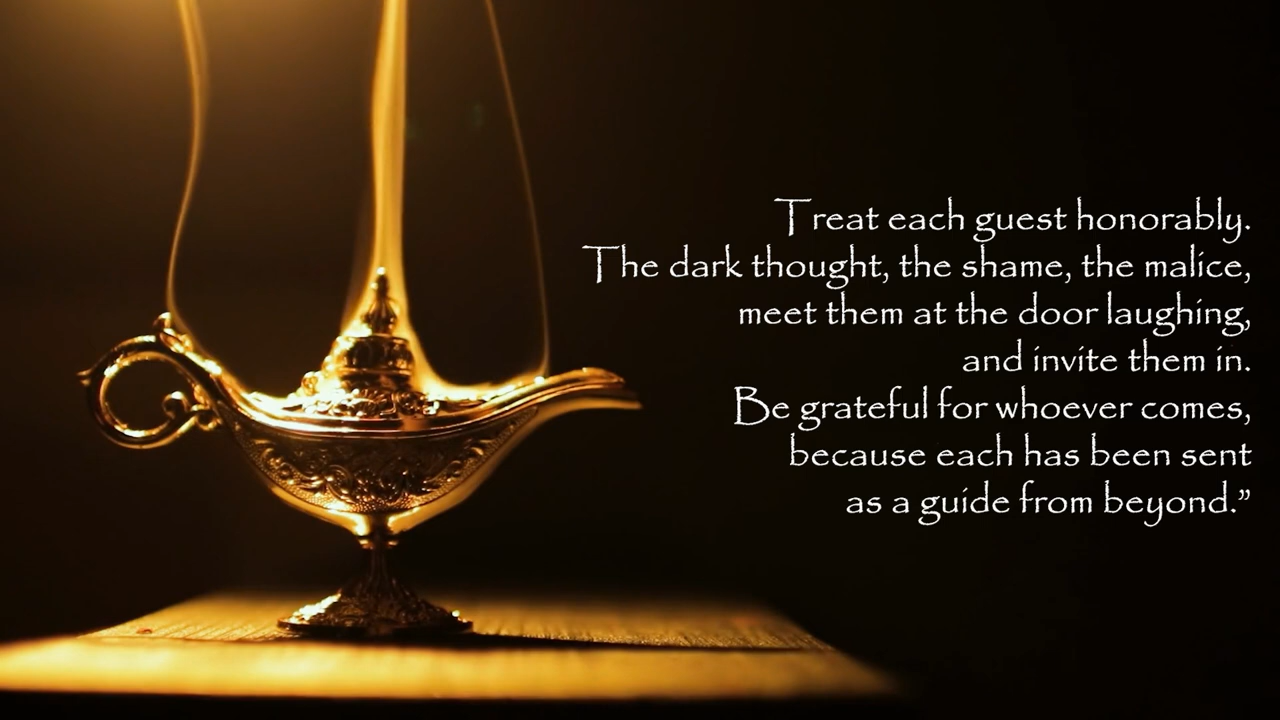 Treat each guest honorably.
The dark thought, the shame, the malice,
meet them at the door laughing,
and invite them in.
Be grateful for whoever comes,
because each has been sent
as a guide from beyond.”